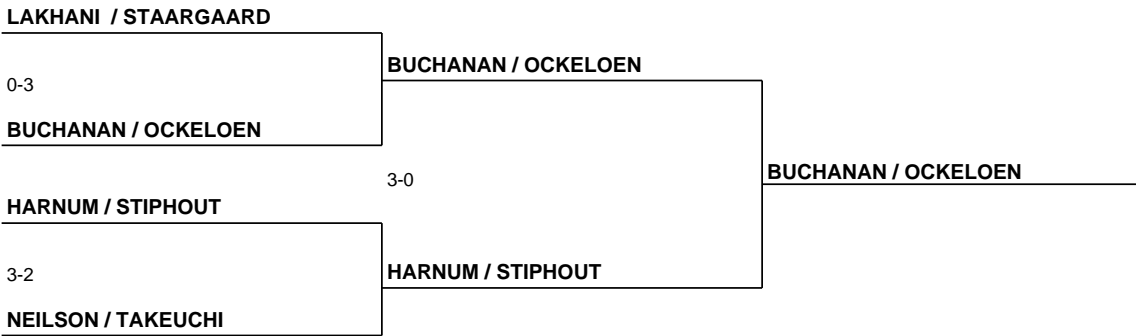 LAKHANI / STAARGAARD
BUCHANAN / OCKELOEN
0-3
BUCHANAN / OCKELOEN
3-0
BUCHANAN / OCKELOEN
HARNUM / STIPHOUT
3-2
HARNUM / STIPHOUT
NEILSON / TAKEUCHI